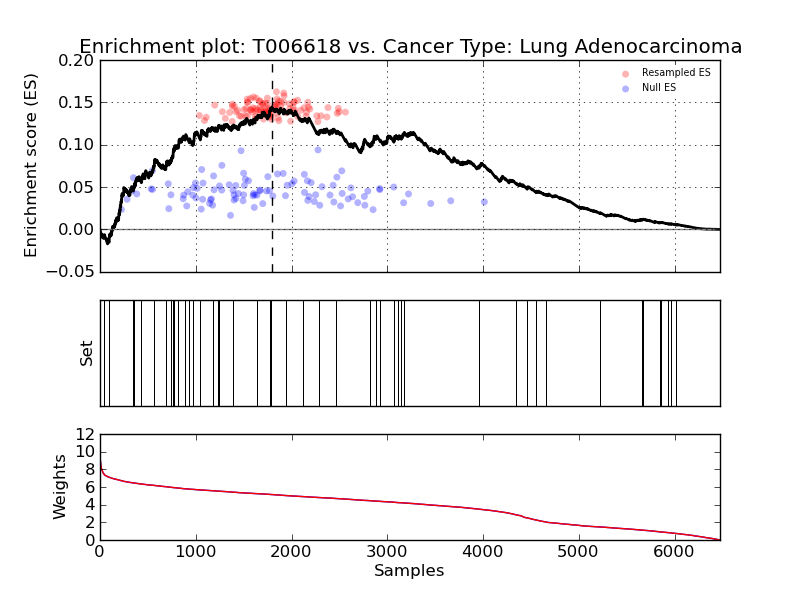 Enrichment plot: T006618 vs. Cancer Type: Lung Adenocarcinoma
0.20
0.15
0.10
0.05
0.00
−0.05
Enrichment score (ES)
Resampled ES
Null ES
Set
12
10
8
6
4
2
0
Weights
0 1000 2000 3000 4000 5000 6000
Samples